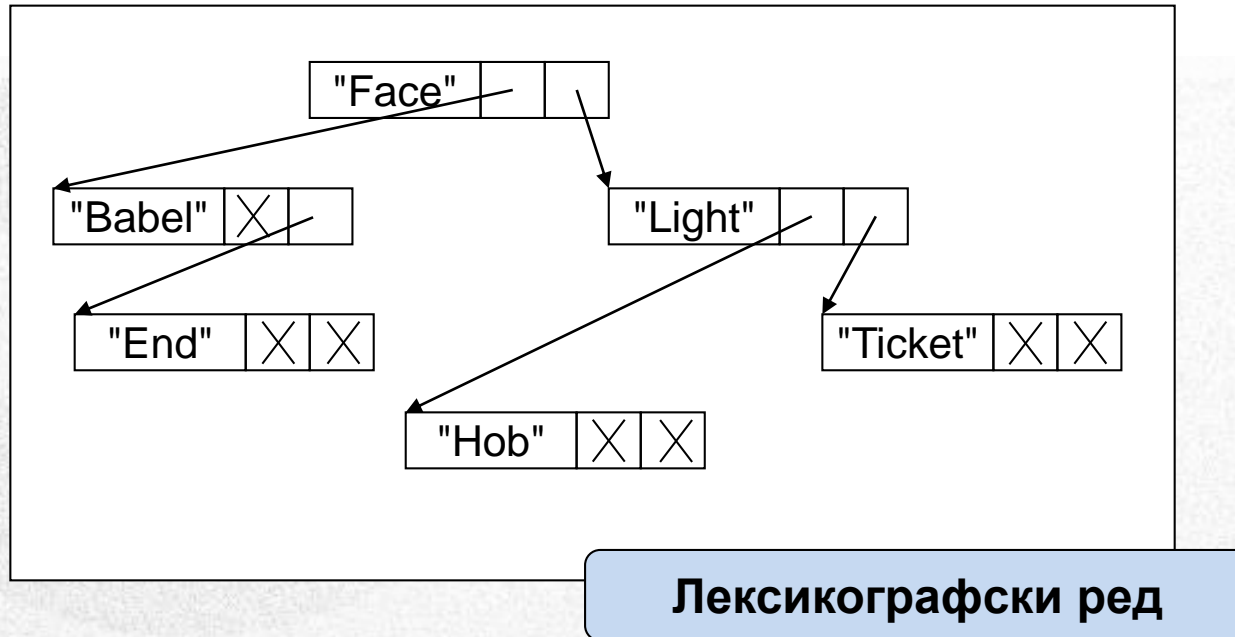 "Face"
"Babel"
"Light"
"End"
"Ticket"
"Hob"
Лексикографски ред